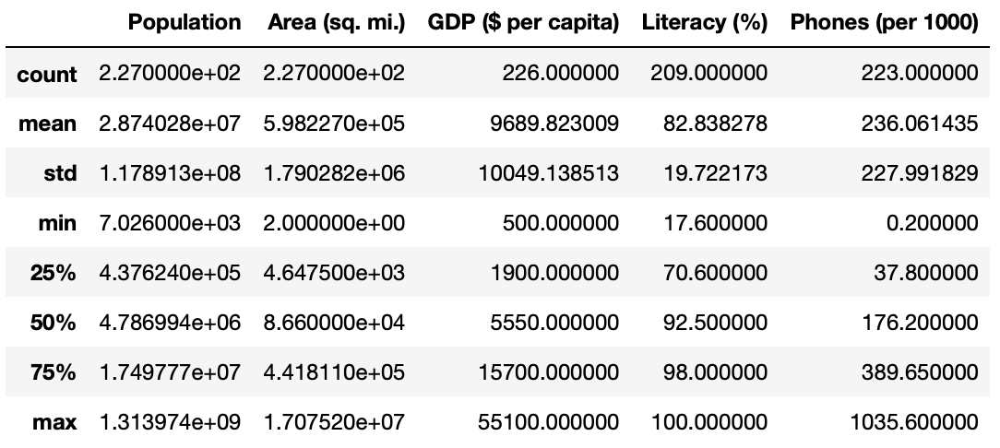 Population Area (sq. mi.) GDP ($ per capita) Literacy (%) Phones (per 1000)
count 2.270000e+02 2.270000e+02 226.000000 209.000000 223.000000
mean 2.874028e+07 5.982270e+05 9689.823009 82.838278 236.061435
std 1.178913e+08 1.790282e+06 10049.138513 19.722173 227.991829
min 7.026000e+03 2.000000e+00 500.000000 17.600000 0.200000
25% 4.376240e+05 4.647500e+03 1900.000000 70.600000 37.800000
50% 4.786994e+06 8.660000e+04 5550.000000 92.500000 176.200000
75% 1.749777e+07 4.418110e+05 15700.000000 98.000000 389.650000
max 1.313974e+09 1.707520e+07 55100.000000 100.000000 1035.600000